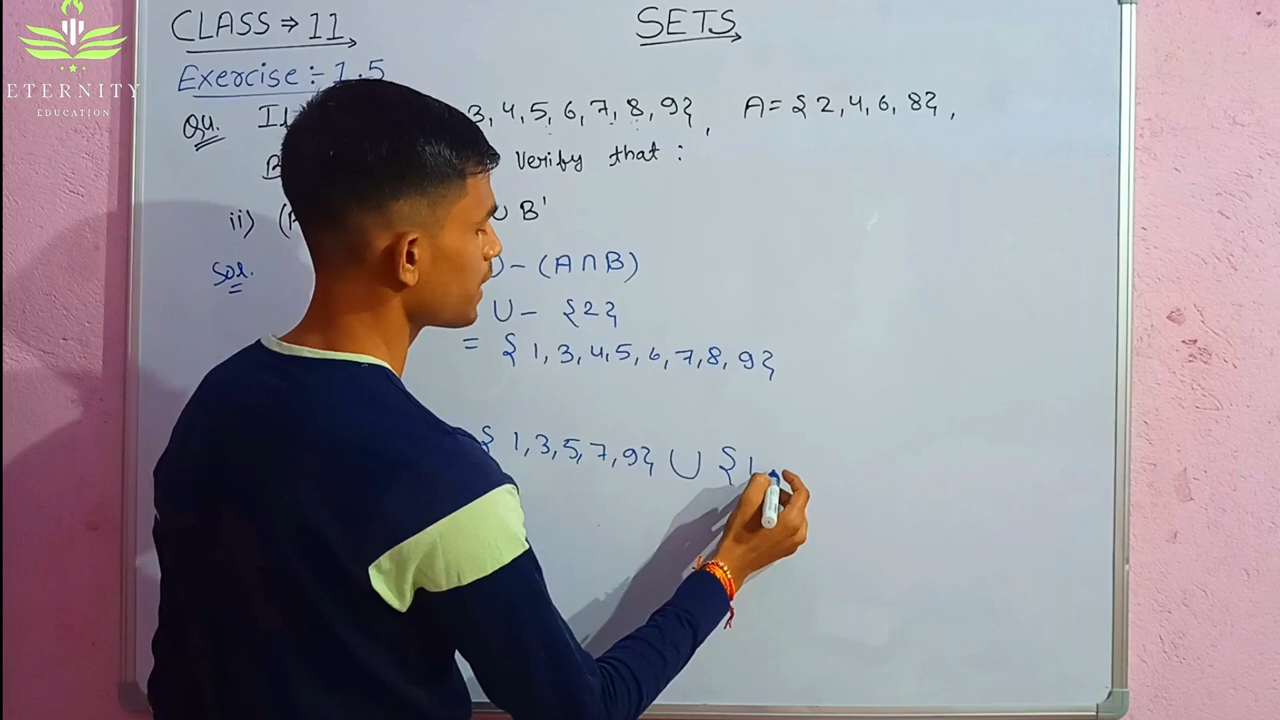 CLASS ⇒ 11
SETS
Exercise :- 1.5
ETERNITY
EDUCATION
Qu. If 3, 4, 5, 6, 7, 8, 9}, A = {2, 4, 6, 8},
B Verify that :
ii) ( ∪ B'
Sol. - (A ∩ B)
U - {2}
= { 1, 3, 4, 5, 6, 7, 8, 9}
{ 1, 3, 5, 7, 9} ∪ { 1